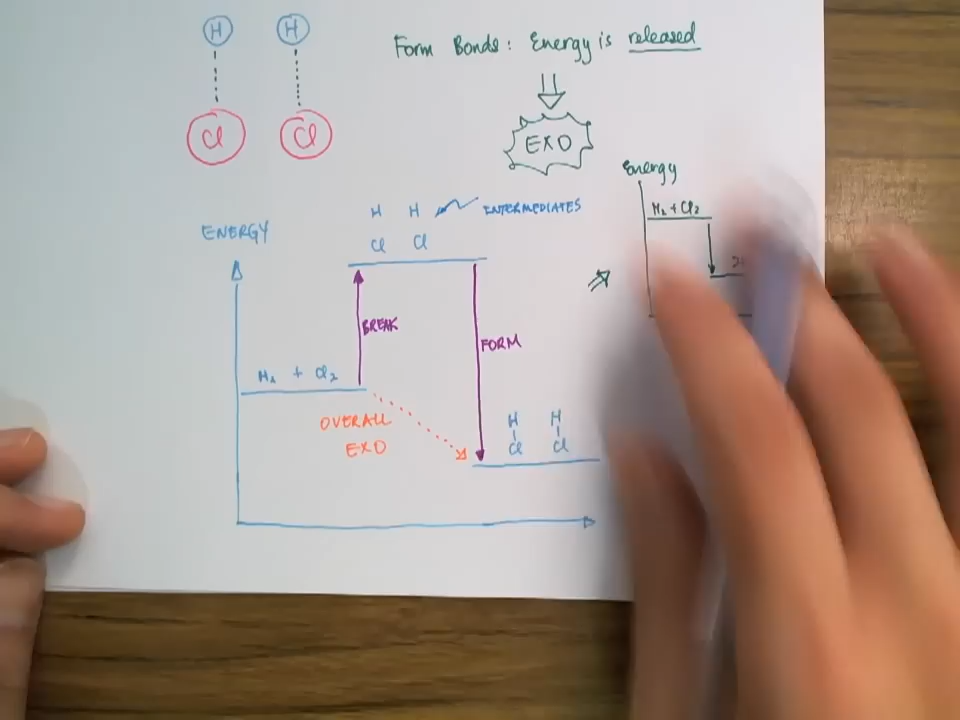 H H
Cl Cl
Form Bonds: Energy is released
EXO
Energy
H₂ + Cl₂
ENERGY
H H INTERMEDIATES
Cl Cl
BREAK
FORM
H₂ + Cl₂
OVERALL
EXO
H H
Cl Cl